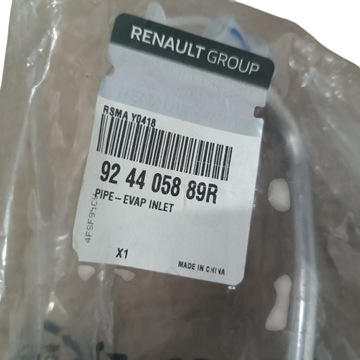 RENAULT GROUP
RSMA Y0418
92 44 058 89R
PIPE-EVAP INLET
X1
MADE IN CHINA